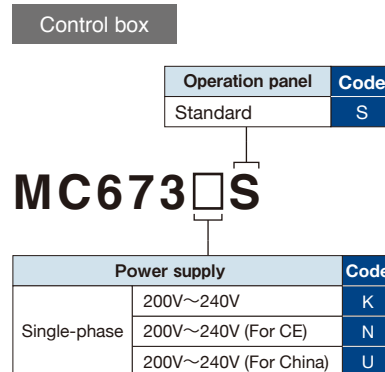 Control box
Operation panel Code
Standard S
MC673□S
Power supply Code
200V～240V K
Single-phase 200V～240V (For CE) N
200V～240V (For China) U